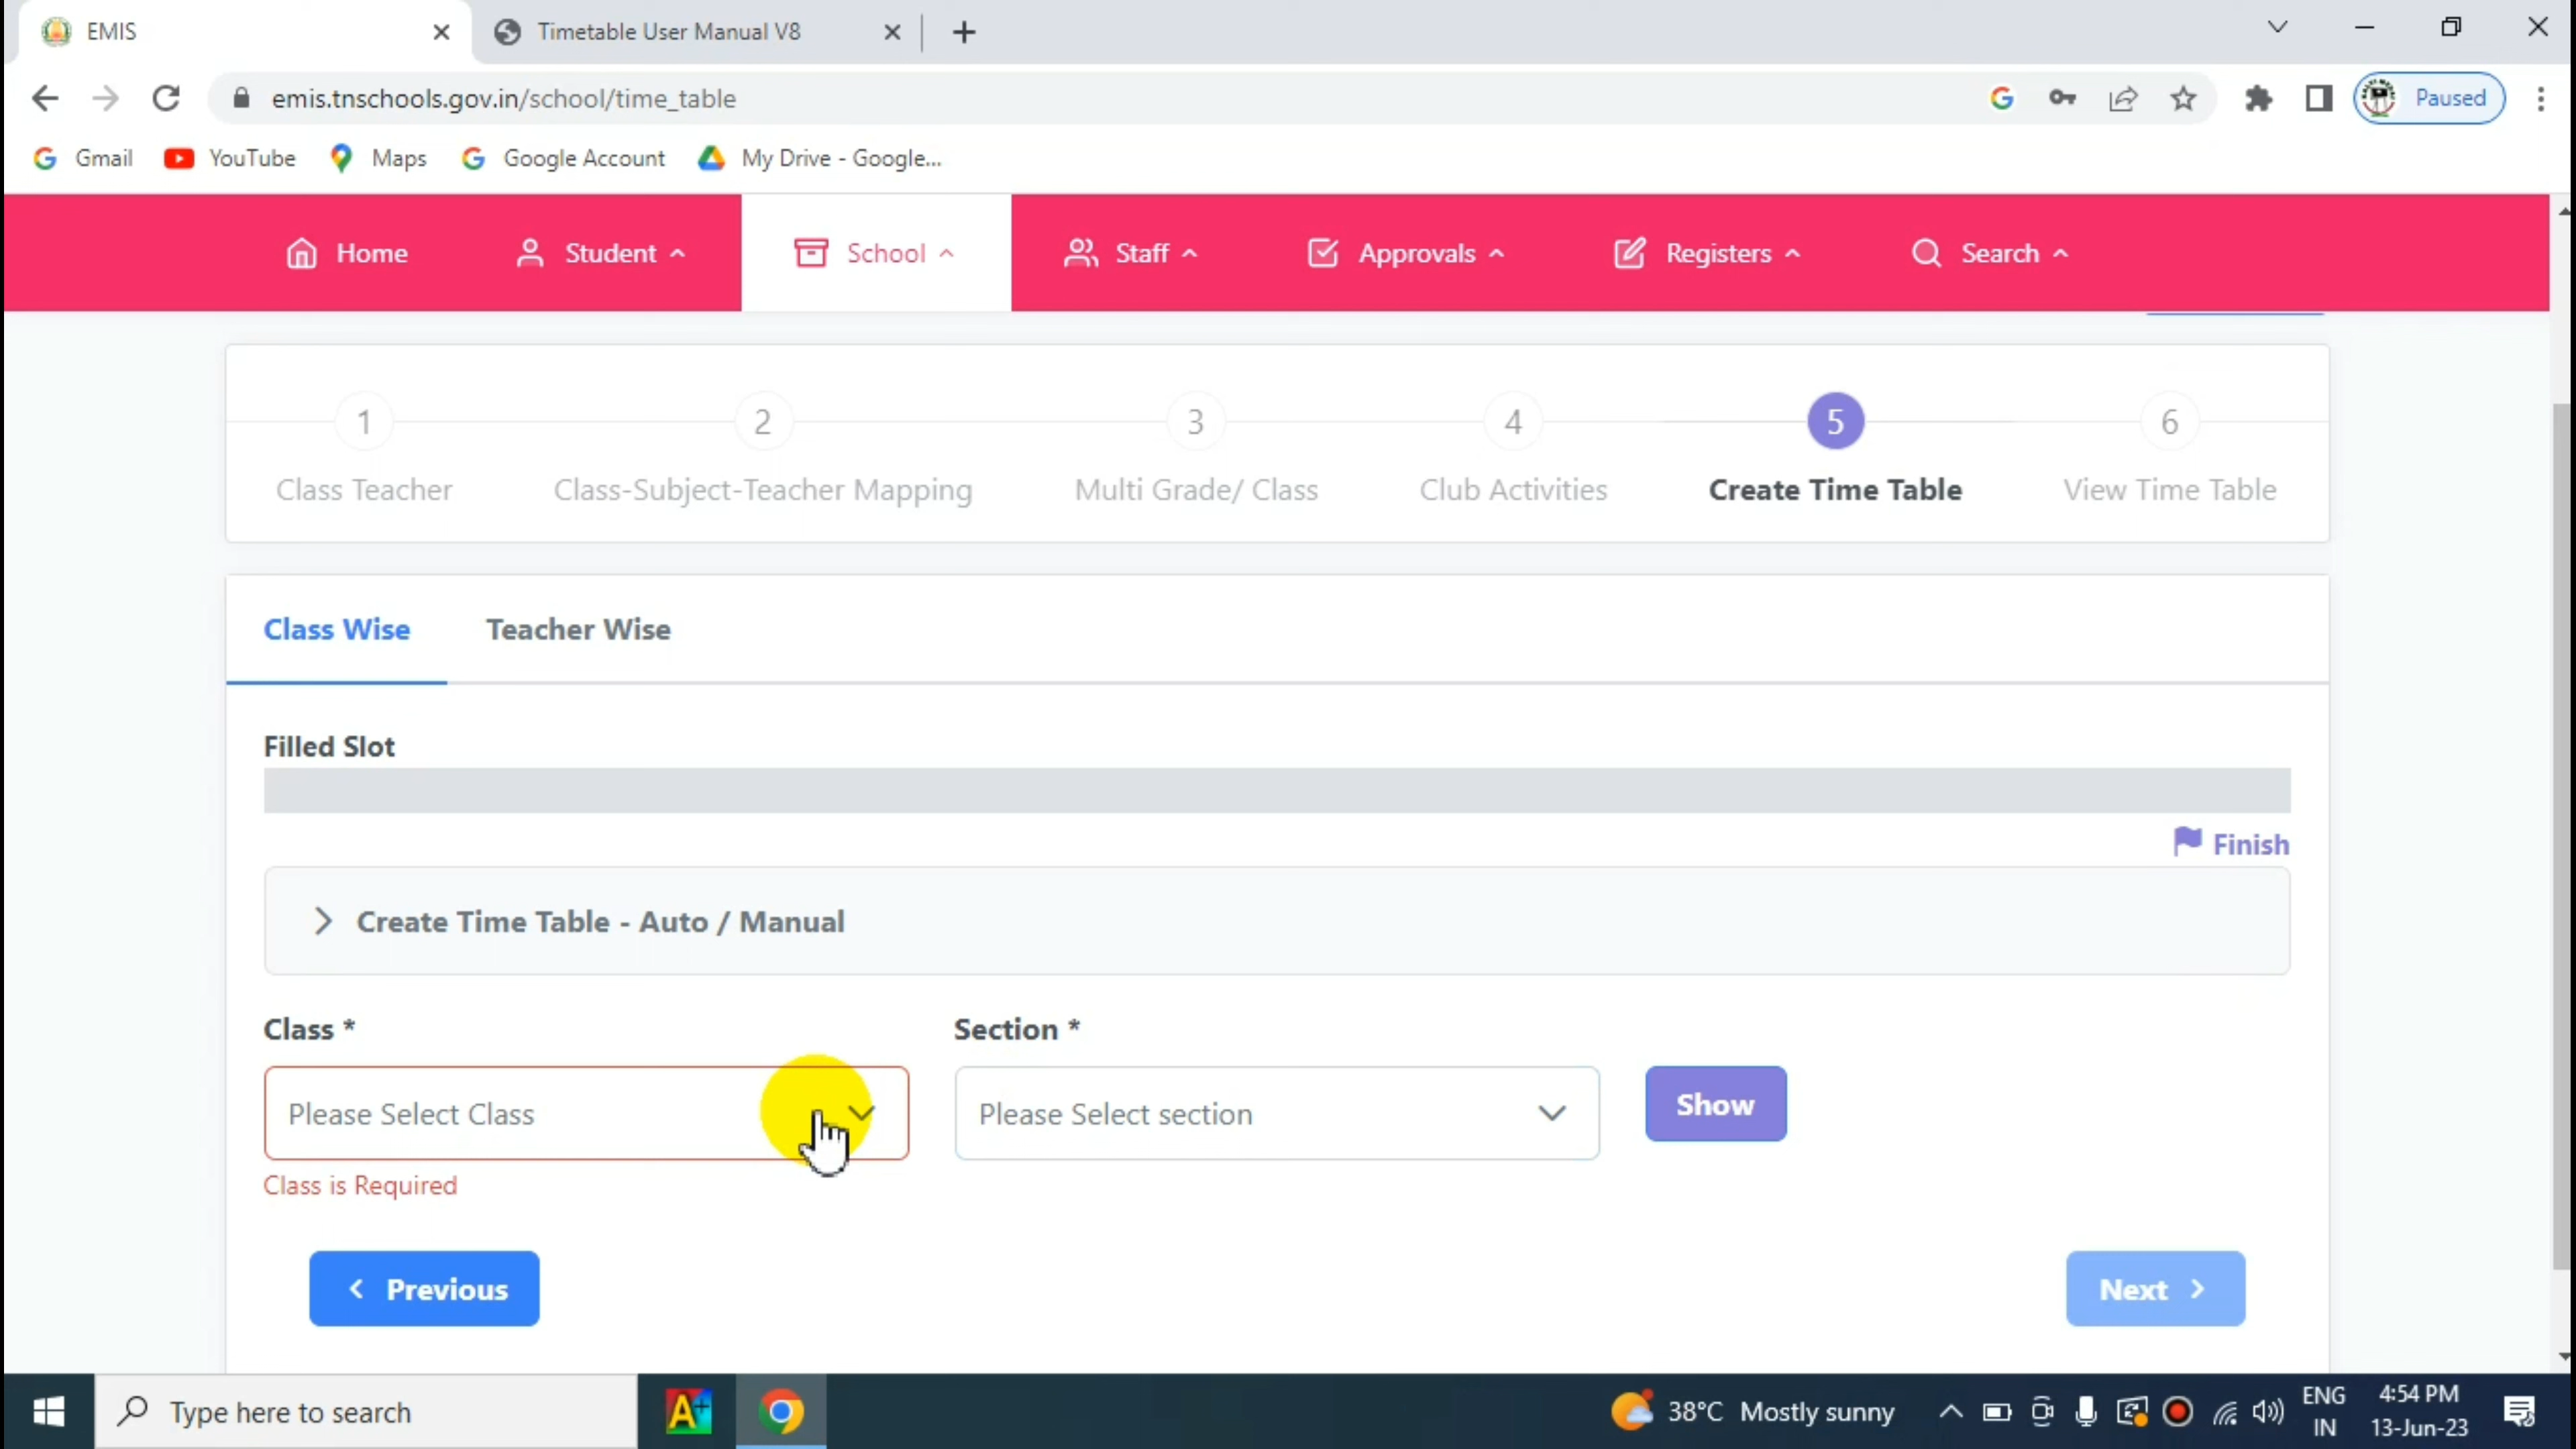 EMIS
Timetable User Manual V8
emis.tnschools.gov.in/school/time_table
Paused
Gmail
YouTube
Maps
Google Account
My Drive - Google...
Home
Student
School
Staff
Approvals
Registers
Search
1
2
3
4
5
6
Class Teacher
Class-Subject-Teacher Mapping
Multi Grade/ Class
Club Activities
Create Time Table
View Time Table
Class Wise
Teacher Wise
Filled Slot
Finish
Create Time Table - Auto / Manual
Class *
Section *
Please Select Class
Please Select section
Show
Class is Required
Previous
Next
Type here to search
38°C Mostly sunny
ENG
IN
4:54 PM
13-Jun-23